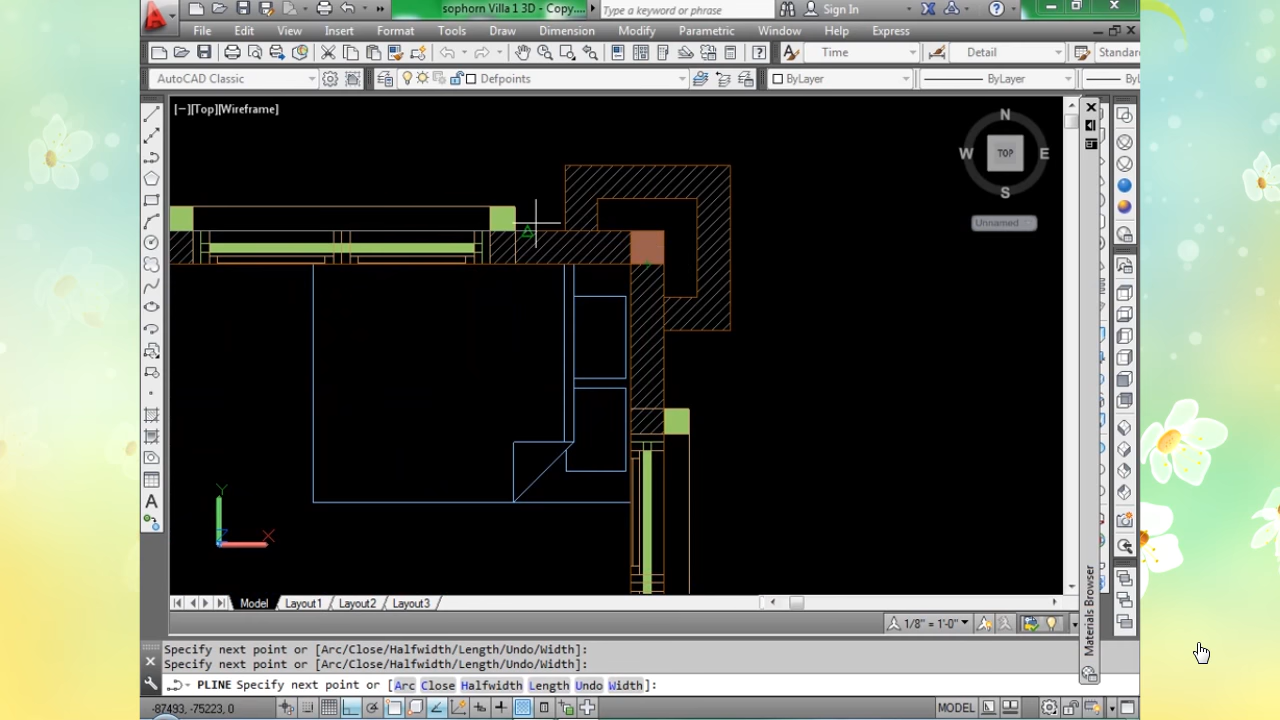 sophorn Villa 1 3D - Copy....
Type a keyword or phrase
Sign In
File Edit View Insert Format Tools Draw Dimension Modify Parametric Window Help Express
Time
Detail
Standar
AutoCAD Classic
Defpoints
ByLayer
ByLayer
ByL
[−][Top][Wireframe]
N
W
TOP
E
S
Unnamed
Y
X
Z
A
Materials Browser
Model Layout1 Layout2 Layout3
1/8" = 1'-0"
Specify next point or [Arc/Close/Halfwidth/Length/Undo/Width]:
Specify next point or [Arc/Close/Halfwidth/Length/Undo/Width]:
PLINE Specify next point or [Arc Close Halfwidth Length Undo Width]:
-87493, -75223, 0
MODEL